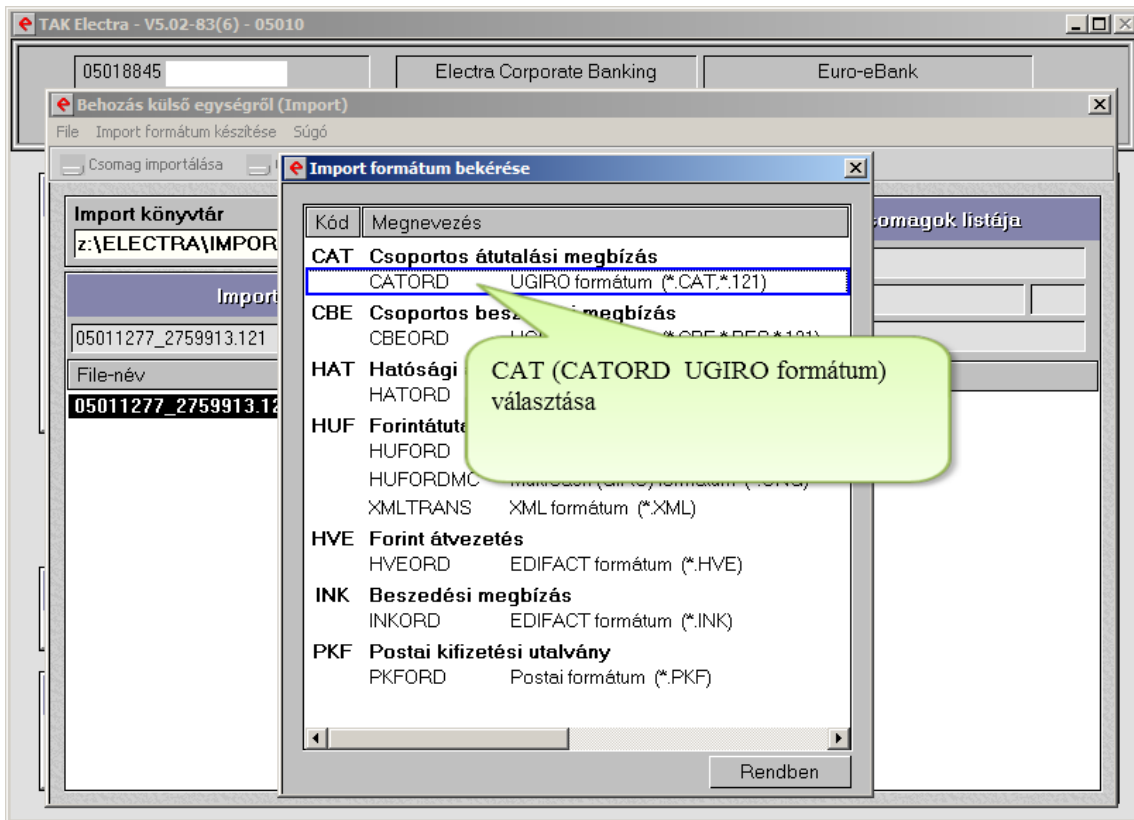 TAK Electra - V5.02-83(6) - 05010
05018845
Electra Corporate Banking
Euro-eBank
Behozás külső egységről (Import)
File Import formátum készítése Súgó
Csomag importálása
Import formátum bekérése
Import könyvtár
z:\ELECTRA\IMPOR
Import
05011277_2759913.121
File-név
05011277_2759913.12
csomagok listája
Kód Megnevezés
CAT Csoportos átutalási megbízás
CATORD UGIRO formátum (*.CAT,*.121)
CBE Csoportos besz megbízás
CBEORD
HAT Hatósági
HATORD
HUF Forintátuta
HUFORD
HUFORDMC
XMLTRANS XML formátum (*.XML)
HVE Forint átvezetés
HVEORD EDIFACT formátum (*.HVE)
INK Beszedési megbízás
INKORD EDIFACT formátum (*.INK)
PKF Postai kifizetési utalvány
PKFORD Postai formátum (*.PKF)
CAT (CATORD UGIRO formátum)
választása
Rendben